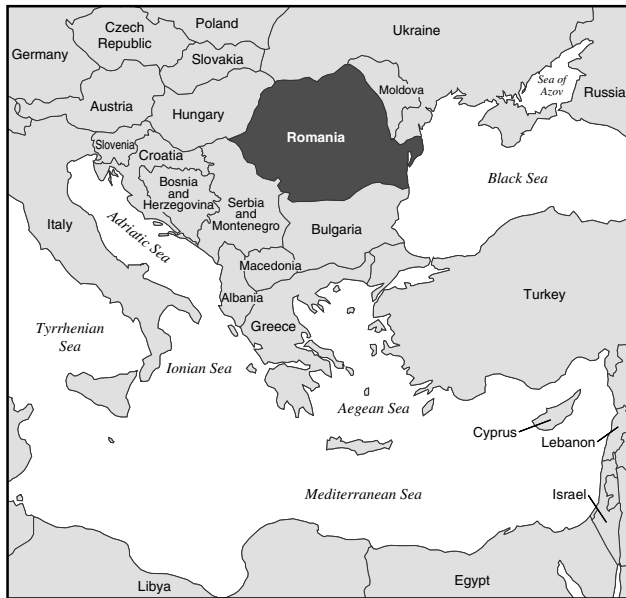 Poland
Czech
Republic
Ukraine
Germany
Slovakia
Sea of
Azov
Russia
Moldova
Austria
Hungary
Romania
Slovenia
Croatia
Black Sea
Bosnia
and
Herzegovina
Serbia
and
Montenegro
Italy
Adriatic Sea
Bulgaria
Macedonia
Turkey
Albania
Tyrrhenian
Sea
Greece
Ionian Sea
Aegean Sea
Cyprus
Lebanon
Mediterranean Sea
Israel
Libya
Egypt